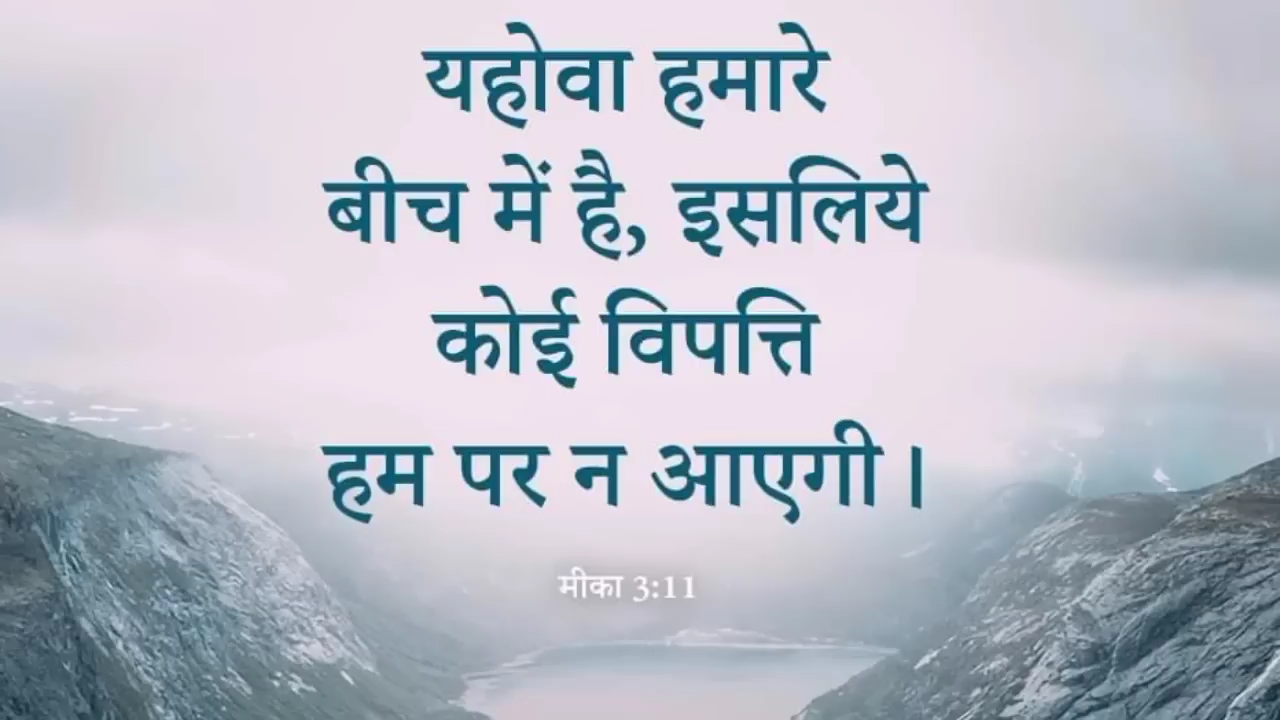 यहोवा हमारे
बीच में है, इसलिये
कोई विपत्ति
हम पर न आएगी।
मीका 3:11